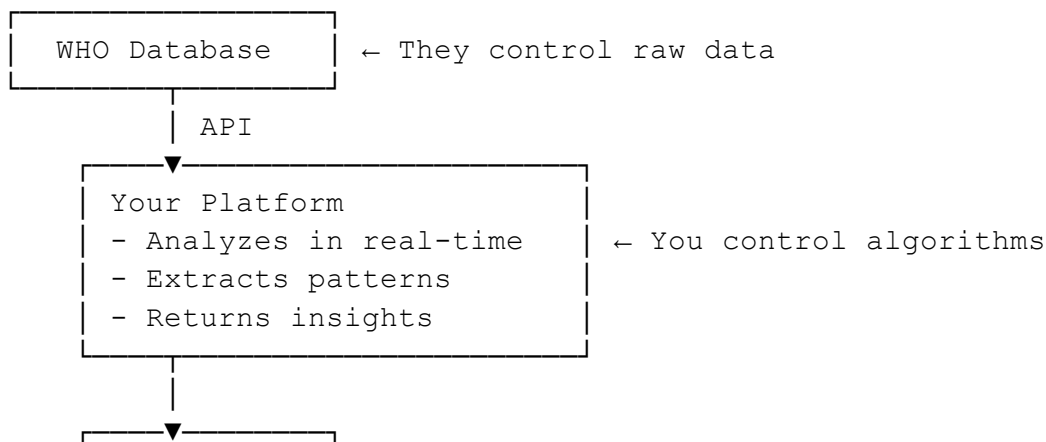 WHO Database ← They control raw data
API
Your Platform
- Analyzes in real-time ← You control algorithms
- Extracts patterns
- Returns insights